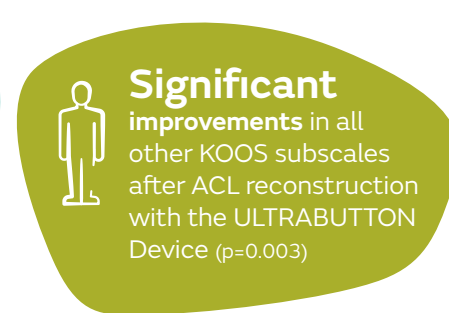 Significant
improvements in all
other KOOS subscales
after ACL reconstruction
with the ULTRABUTTON
Device (p=0.003)